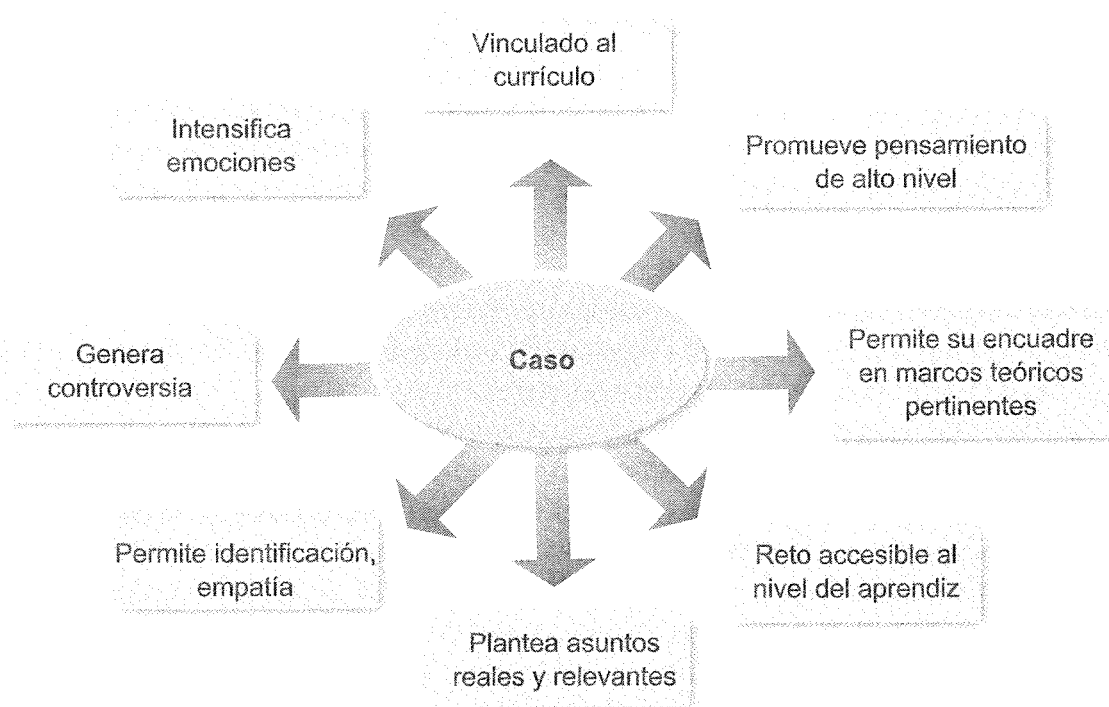 Vinculado al
currículo
Intensifica
emociones
Promueve pensamiento
de alto nivel
Genera
controversia
Caso
Permite su encuadre
en marcos teóricos
pertinentes
Permite identificación,
empatía
Reto accesible al
nivel del aprendiz
Plantea asuntos
reales y relevantes